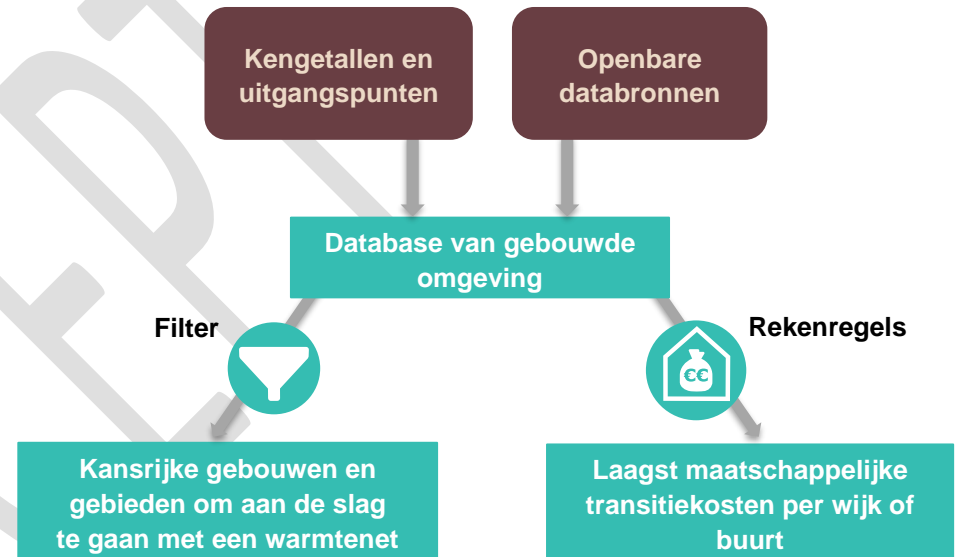 Kengetallen en
uitgangspunten
Openbare
databronnen
Database van gebouwde
omgeving
Filter
Rekenregels
€€
Kansrijke gebouwen en
gebieden om aan de slag
te gaan met een warmtenet
Laagst maatschappelijke
transitiekosten per wijk of
buurt